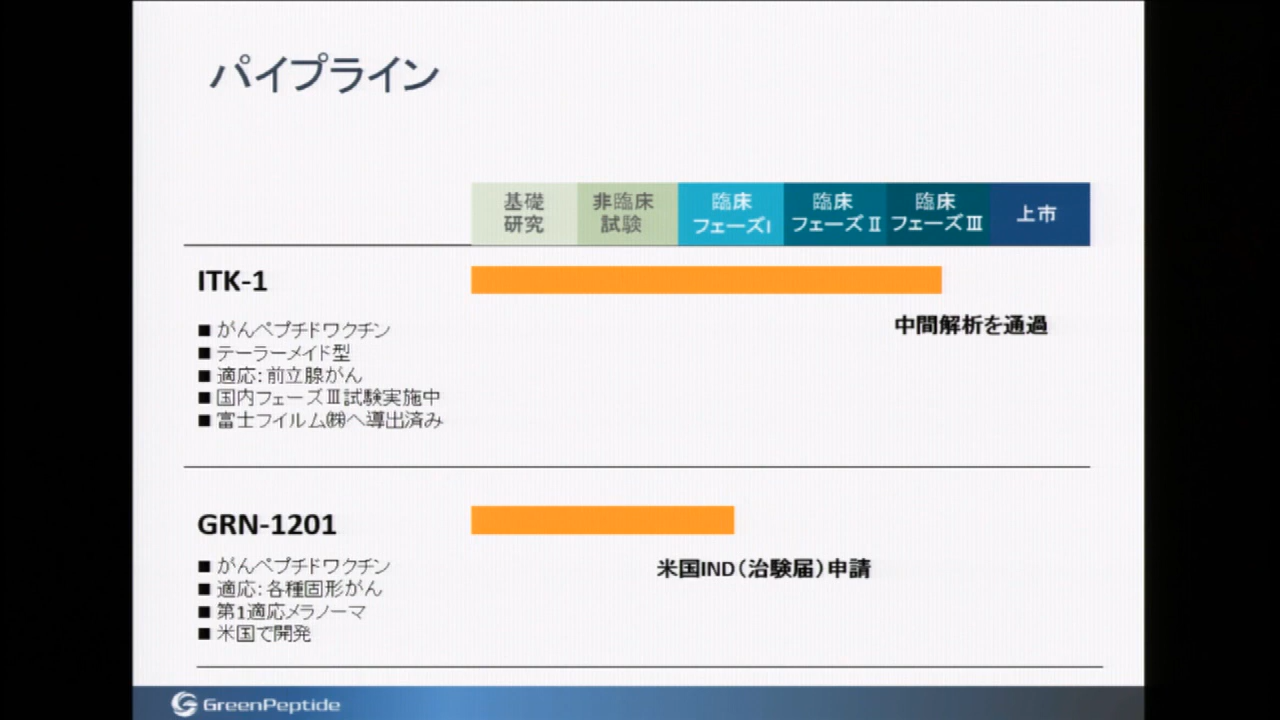 パイプライン
基礎
研究
非臨床
試験
臨床
フェーズⅠ
臨床
フェーズⅡ
臨床
フェーズⅢ
上市
ITK-1
■ がんペプチドワクチン
■ テーラーメイド型
■ 適応：前立腺がん
■ 国内フェーズⅢ試験実施中
■ 富士フイルム㈱へ導出済み
中間解析を通過
GRN-1201
■ がんペプチドワクチン
■ 適応：各種固形がん
■ 第1適応メラノーマ
■ 米国で開発
米国IND（治験届）申請
GreenPeptide